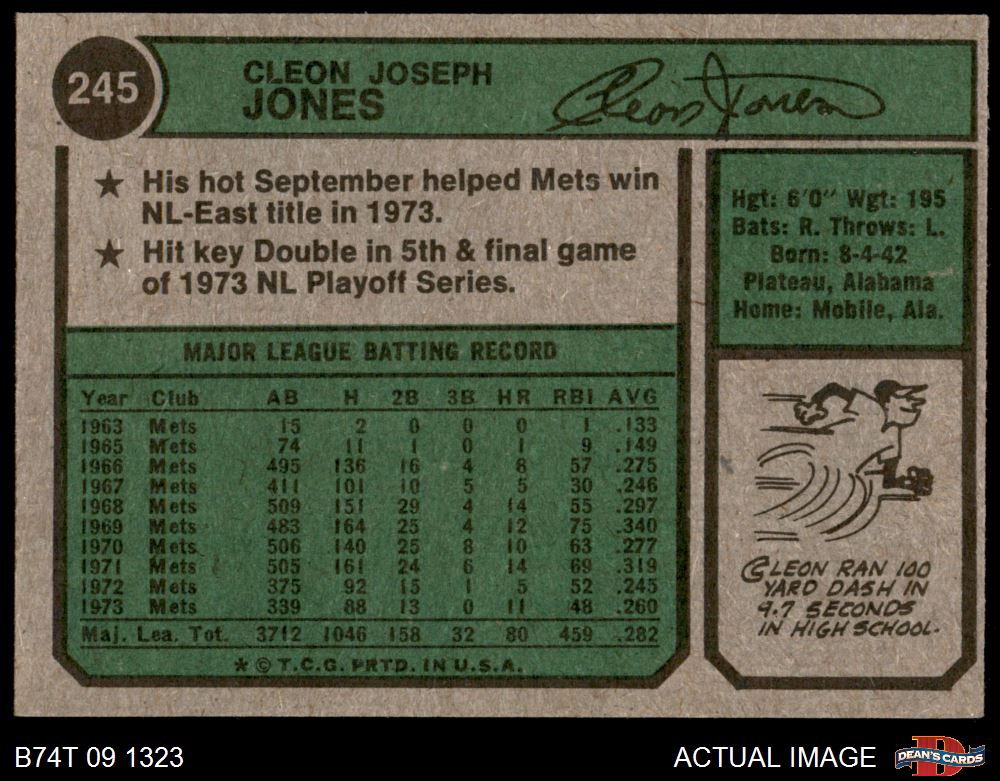 245
CLEON JOSEPH
JONES
Cleon Jones
★ His hot September helped Mets win
NL-East title in 1973.
★ Hit key Double in 5th & final game
of 1973 NL Playoff Series.
Hgt: 6'0" Wgt: 195
Bats: R. Throws: L.
Born: 8-4-42
Plateau, Alabama
Home: Mobile, Ala.
MAJOR LEAGUE BATTING RECORD
Year Club AB H 2B 3B HR RBI AVG
1963 Mets 15 2 0 0 0 1 .133
1965 Mets 74 11 1 0 1 9 .149
1966 Mets 495 136 16 4 8 57 .275
1967 Mets 411 101 10 5 5 30 .246
1968 Mets 509 151 29 4 14 55 .297
1969 Mets 483 164 25 4 12 75 .340
1970 Mets 506 140 25 8 10 63 .277
1971 Mets 505 161 24 6 14 69 .319
1972 Mets 375 92 15 1 5 52 .245
1973 Mets 339 88 13 0 11 48 .260
Maj. Lea. Tot. 3712 1046 158 32 80 459 .282
★ © T.C.G. PRTD. IN U.S.A.
CLEON RAN 100
YARD DASH IN
9.7 SECONDS
IN HIGH SCHOOL.
B74T 09 1323
ACTUAL IMAGE
D
DEAN'S CARDS